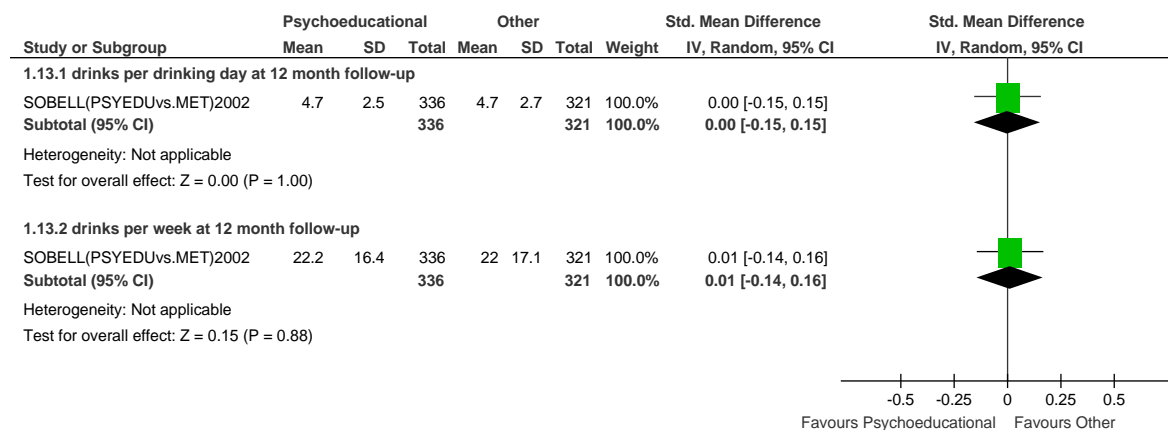 Psychoeducational Other Std. Mean Difference Std. Mean Difference
Study or Subgroup Mean SD Total Mean SD Total Weight IV, Random, 95% CI IV, Random, 95% CI
1.13.1 drinks per drinking day at 12 month follow-up
SOBELL(PSYEDUvs.MET)2002 4.7 2.5 336 4.7 2.7 321 100.0% 0.00 [-0.15, 0.15]
Subtotal (95% CI) 336 321 100.0% 0.00 [-0.15, 0.15]
Heterogeneity: Not applicable
Test for overall effect: Z = 0.00 (P = 1.00)
1.13.2 drinks per week at 12 month follow-up
SOBELL(PSYEDUvs.MET)2002 22.2 16.4 336 22 17.1 321 100.0% 0.01 [-0.14, 0.16]
Subtotal (95% CI) 336 321 100.0% 0.01 [-0.14, 0.16]
Heterogeneity: Not applicable
Test for overall effect: Z = 0.15 (P = 0.88)
-0.5 -0.25 0 0.25 0.5
Favours Psychoeducational Favours Other